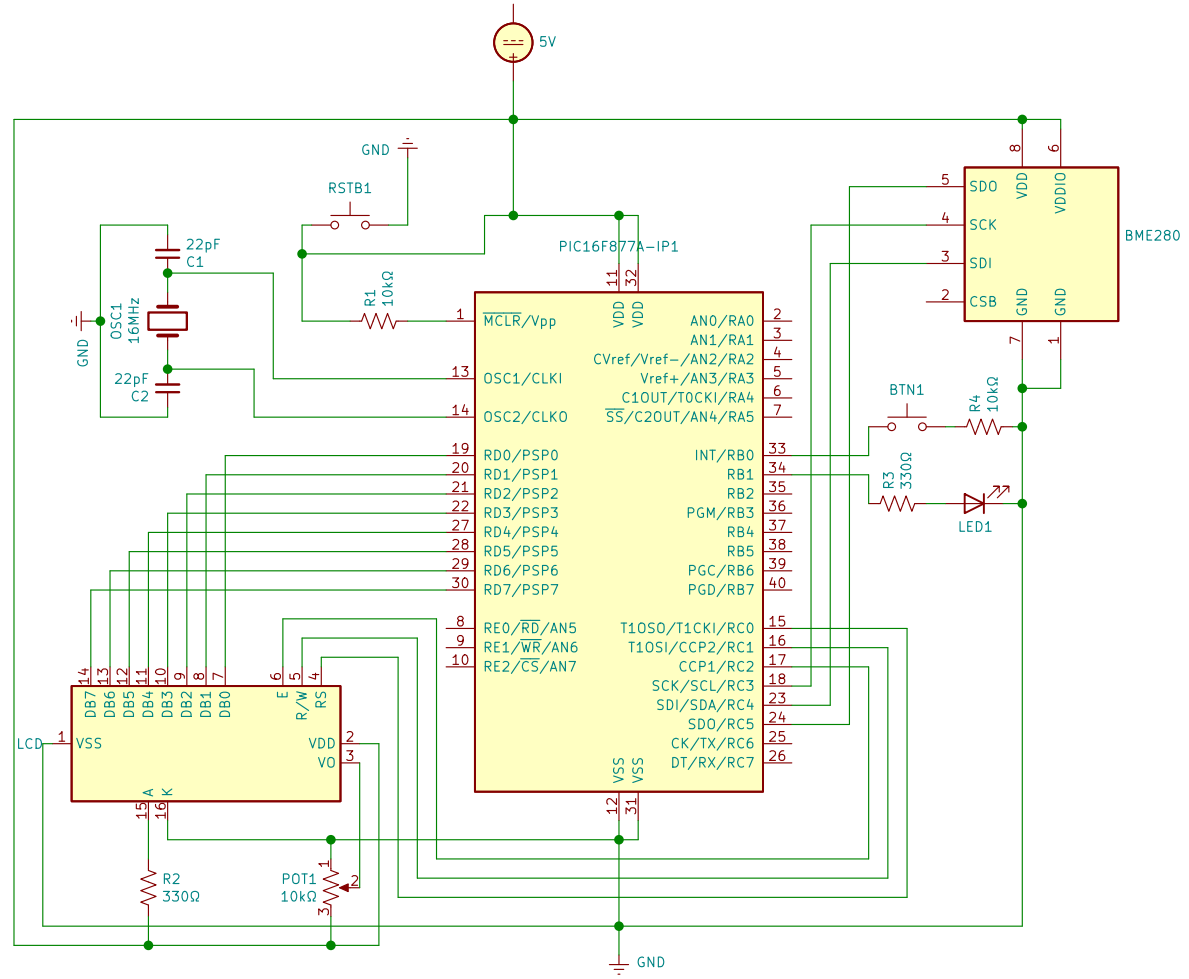 5V
GND
RSTB1
22pF
C1
OSC1
16MHz
GND
22pF
C2
R1
10kΩ
PIC16F877A-IP1
11
32
VDD
VDD
1
MCLR/Vpp
13
OSC1/CLKI
14
OSC2/CLKO
19
RD0/PSP0
20
RD1/PSP1
21
RD2/PSP2
22
RD3/PSP3
27
RD4/PSP4
28
RD5/PSP5
29
RD6/PSP6
30
RD7/PSP7
8
RE0/RD/AN5
9
RE1/WR/AN6
10
RE2/CS/AN7
AN0/RA0
2
AN1/RA1
3
CVref/Vref-/AN2/RA2
4
Vref+/AN3/RA3
5
C1OUT/T0CKI/RA4
6
SS/C2OUT/AN4/RA5
7
INT/RB0
33
RB1
34
RB2
35
PGM/RB3
36
RB4
37
RB5
38
PGC/RB6
39
PGD/RB7
40
T1OSO/T1CKI/RC0
15
T1OSI/CCP2/RC1
16
CCP1/RC2
17
SCK/SCL/RC3
18
SDI/SDA/RC4
23
SDO/RC5
24
CK/TX/RC6
25
DT/RX/RC7
26
VSS
VSS
12
31
8
6
VDD
VDDIO
5
SDO
4
SCK
3
SDI
2
CSB
GND
GND
7
1
BME280
BTN1
R4
10kΩ
R3
330Ω
LED1
14
13
12
11
10
9
8
7
6
5
4
DB7
DB6
DB5
DB4
DB3
DB2
DB1
DB0
E
R/W
RS
LCD
1
VSS
VDD
2
VO
3
A
K
15
16
R2
330Ω
POT1
10kΩ
1
2
3
GND